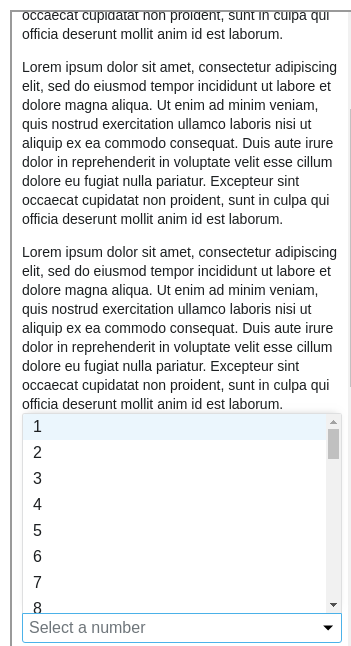 occaecat cupidatat non proident, sunt in culpa qui
officia deserunt mollit anim id est laborum.
Lorem ipsum dolor sit amet, consectetur adipiscing
elit, sed do eiusmod tempor incididunt ut labore et
dolore magna aliqua. Ut enim ad minim veniam,
quis nostrud exercitation ullamco laboris nisi ut
aliquip ex ea commodo consequat. Duis aute irure
dolor in reprehenderit in voluptate velit esse cillum
dolore eu fugiat nulla pariatur. Excepteur sint
occaecat cupidatat non proident, sunt in culpa qui
officia deserunt mollit anim id est laborum.
Lorem ipsum dolor sit amet, consectetur adipiscing
elit, sed do eiusmod tempor incididunt ut labore et
dolore magna aliqua. Ut enim ad minim veniam,
quis nostrud exercitation ullamco laboris nisi ut
aliquip ex ea commodo consequat. Duis aute irure
dolor in reprehenderit in voluptate velit esse cillum
dolore eu fugiat nulla pariatur. Excepteur sint
occaecat cupidatat non proident, sunt in culpa qui
officia deserunt mollit anim id est laborum.
1
2
3
4
5
6
7
8
Select a number